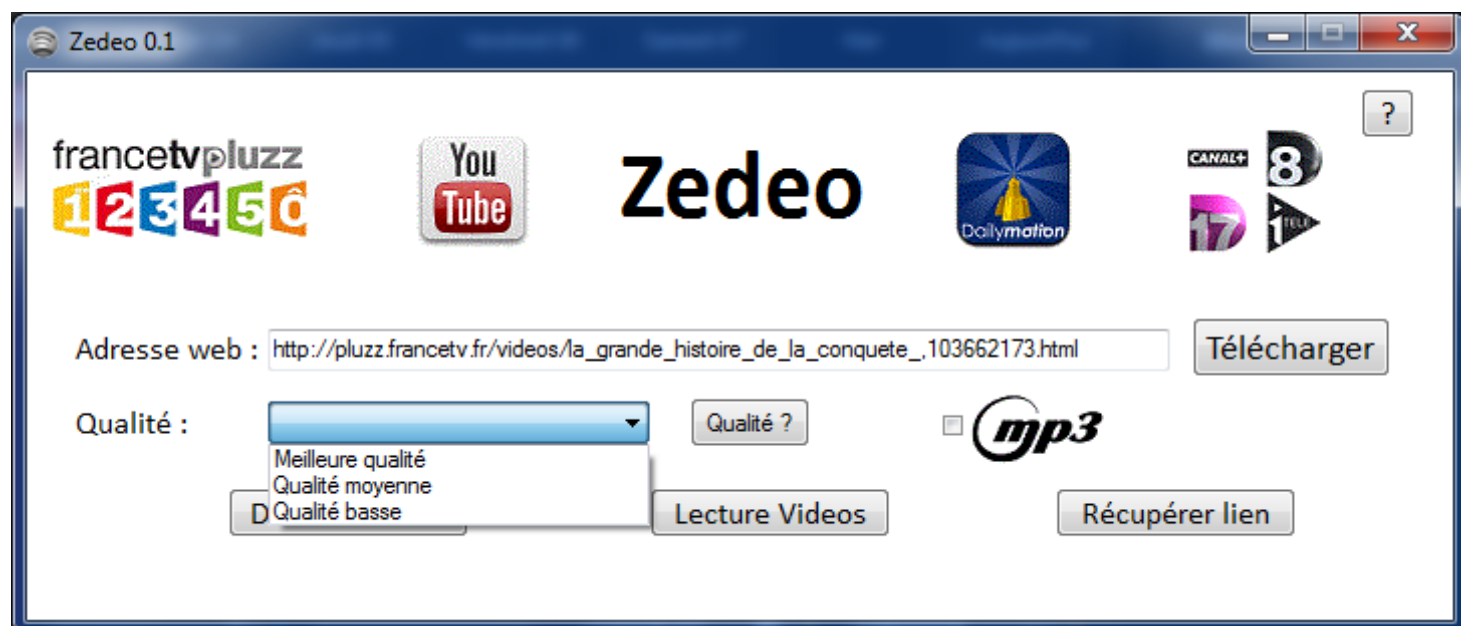 Zedeo 0.1
?
francetvpluzz
1 2 3 4 5 ô
You
Tube
Zedeo
Dailymotion
CANAL+
D8
D17
i TELE
Adresse web : http://pluzz.francetv.fr/videos/la_grande_histoire_de_la_conquete_,103662173.html Télécharger
Qualité : Qualité ? mp3
Meilleure qualité
Qualité moyenne
Qualité basse
D Lecture Videos Récupérer lien